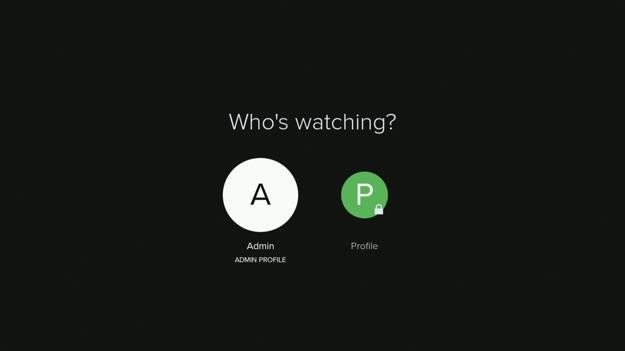 Who's watching?
A
P
Admin
Profile
ADMIN PROFILE